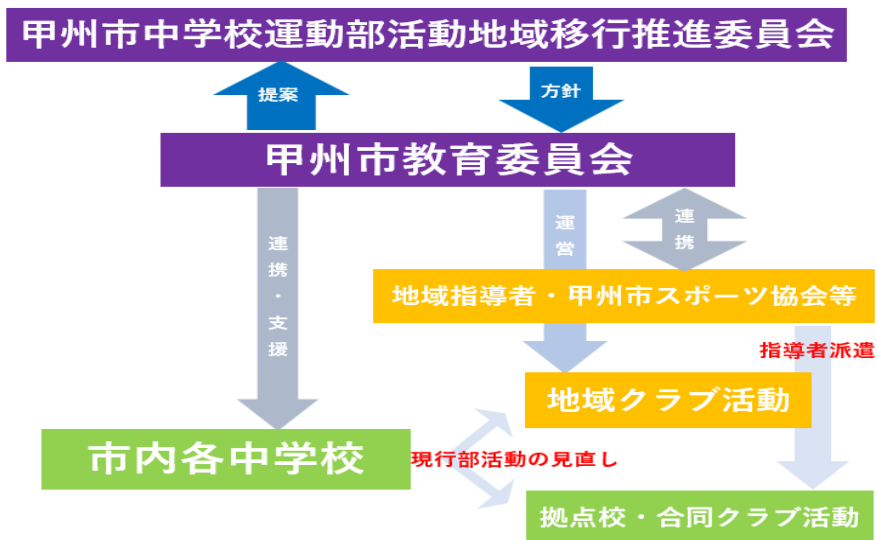 甲州市中学校運動部活動地域移行推進委員会
提案
方針
甲州市教育委員会
連携・支援
運営
連携
地域指導者・甲州市スポーツ協会等
指導者派遣
地域クラブ活動
市内各中学校
現行部活動の見直し
拠点校・合同クラブ活動